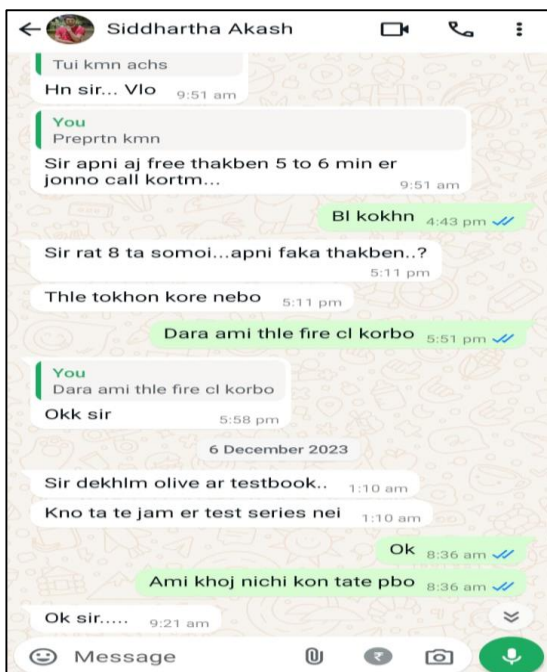 Siddhartha Akash
Tui kmn achs
Hn sir... Vlo 9:51 am
You
Preprtn kmn
Sir apni aj free thakben 5 to 6 min er
jonno call kortm...
9:51 am
Bl kokhn 4:43 pm
Sir rat 8 ta somoi...apni faka thakben..?
5:11 pm
Thle tokhon kore nebo 5:11 pm
Dara ami thle fire cl korbo 5:51 pm
You
Dara ami thle fire cl korbo
Okk sir 5:58 pm
6 December 2023
Sir dekhlm olive ar testbook.. 1:10 am
Kno ta te jam er test series nei 1:10 am
Ok 8:36 am
Ami khoj nichi kon tate pbo 8:36 am
Ok sir..... 9:21 am
Message